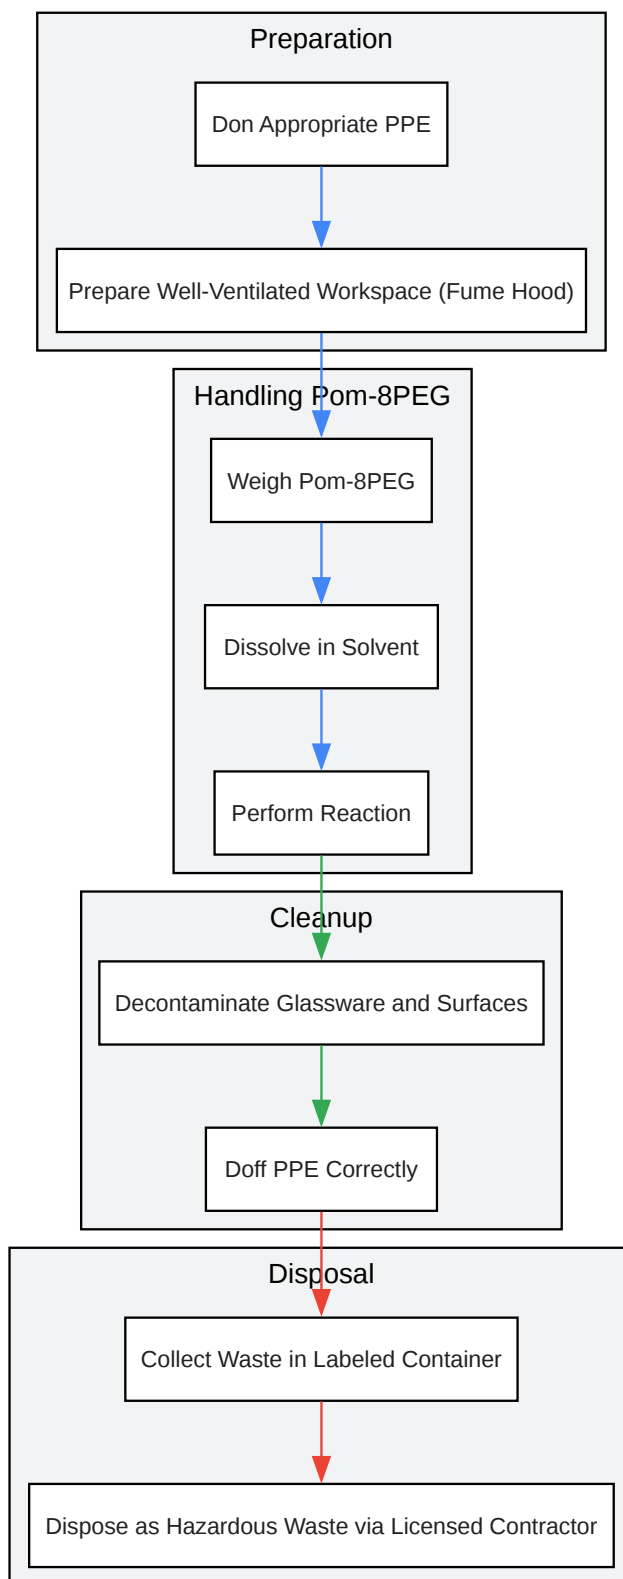 Preparation
Don Appropriate PPE
Prepare Well-Ventilated Workspace (Fume Hood)
Handling Pom-8PEG
Weigh Pom-8PEG
Dissolve in Solvent
Perform Reaction
Cleanup
Decontaminate Glassware and Surfaces
Doff PPE Correctly
Disposal
Collect Waste in Labeled Container
Dispose as Hazardous Waste via Licensed Contractor